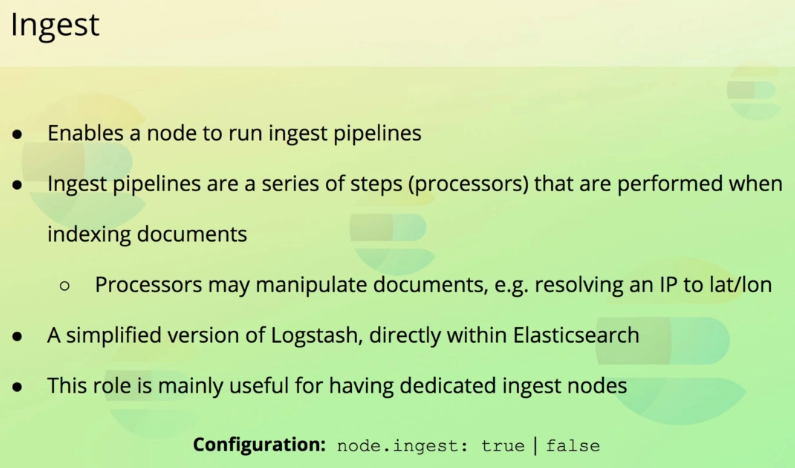 Ingest
● Enables a node to run ingest pipelines
● Ingest pipelines are a series of steps (processors) that are performed when
indexing documents
○ Processors may manipulate documents, e.g. resolving an IP to lat/lon
● A simplified version of Logstash, directly within Elasticsearch
● This role is mainly useful for having dedicated ingest nodes
Configuration: node.ingest: true | false